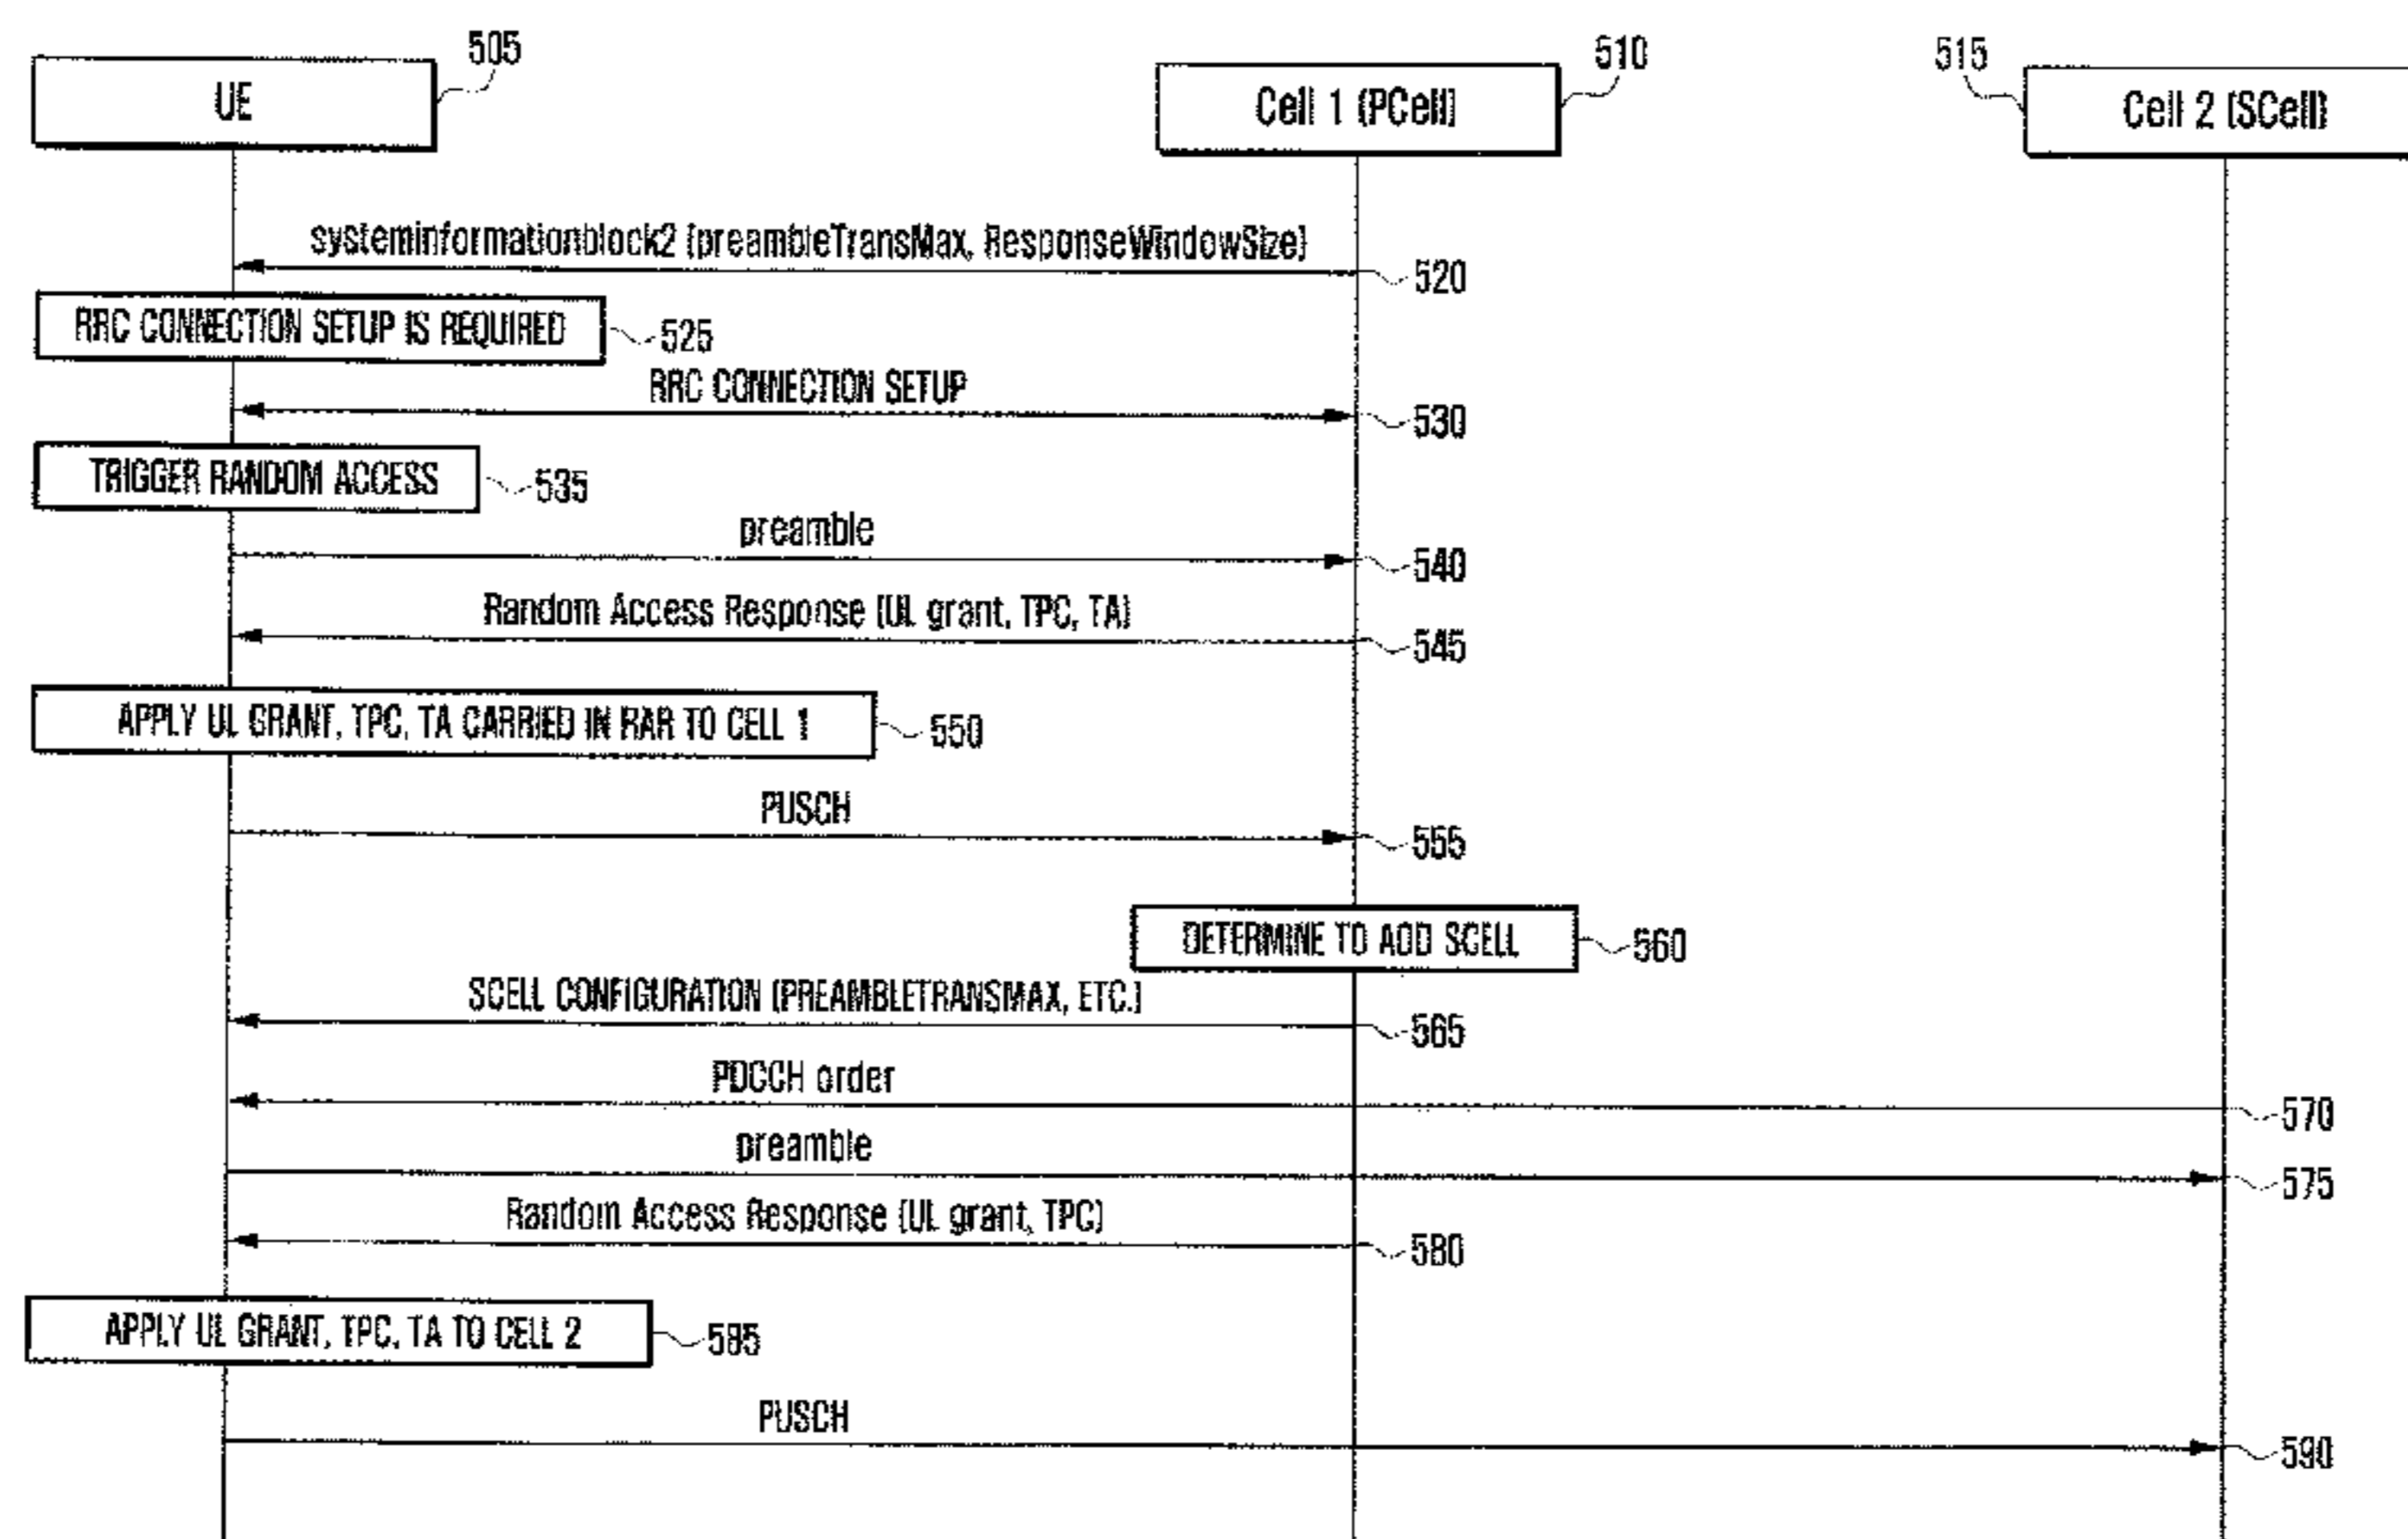 505
510
515
UE
Cell 1 (PCell)
Cell 2 (SCell)
systeminformationblock2 (preambleTransMax, ResponseWindowSize)
520
RRC CONNECTION SETUP IS REQUIRED
525
RRC CONNECTION SETUP
530
TRIGGER RANDOM ACCESS
535
preamble
540
Random Access Response (UL grant, TPC, TA)
545
APPLY UL GRANT, TPC, TA CARRIED IN RAR TO CELL 1
550
PUSCH
555
DETERMINE TO ADD SCELL
560
SCELL CONFIGURATION (PREAMBLETRANSMAX, ETC.)
565
PDCCH order
570
preamble
575
Random Access Response (UL grant, TPC)
580
APPLY UL GRANT, TPC, TA TO CELL 2
585
PUSCH
590